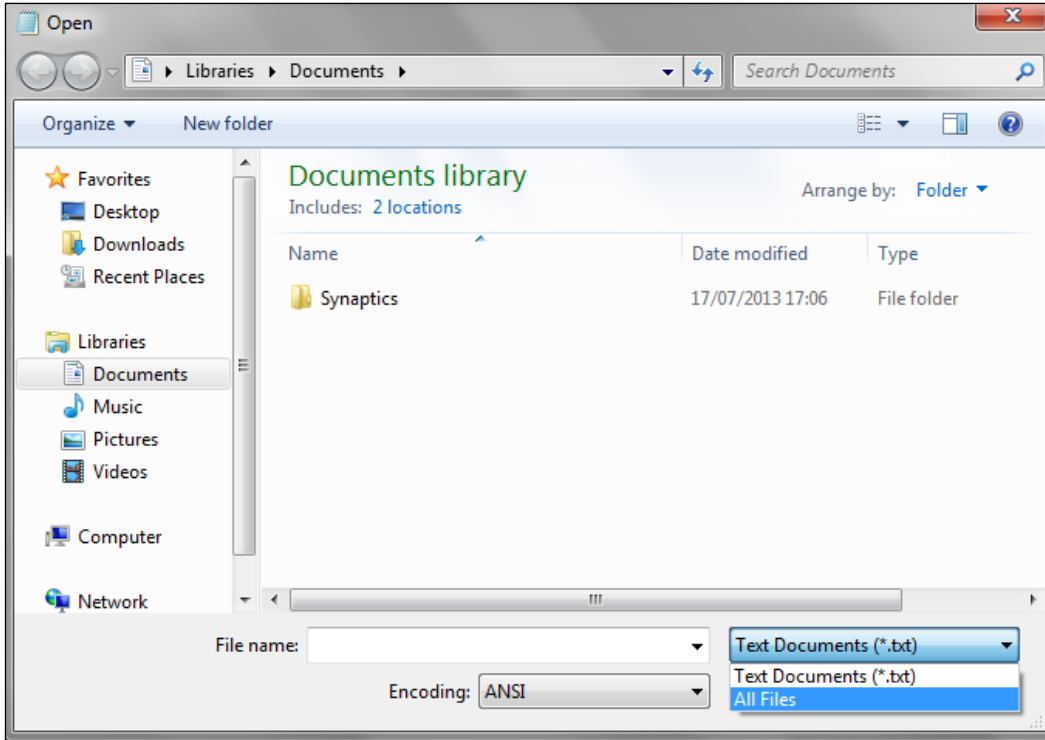 Open
Libraries Documents Search Documents
Organize New folder
Favorites
Desktop
Downloads
Recent Places
Libraries
Documents
Music
Pictures
Videos
Computer
Network
Documents library
Includes: 2 locations
Arrange by: Folder
Name Date modified Type
Synaptics 17/07/2013 17:06 File folder
File name: Text Documents (*.txt)
Text Documents (*.txt)
Encoding: ANSI All Files